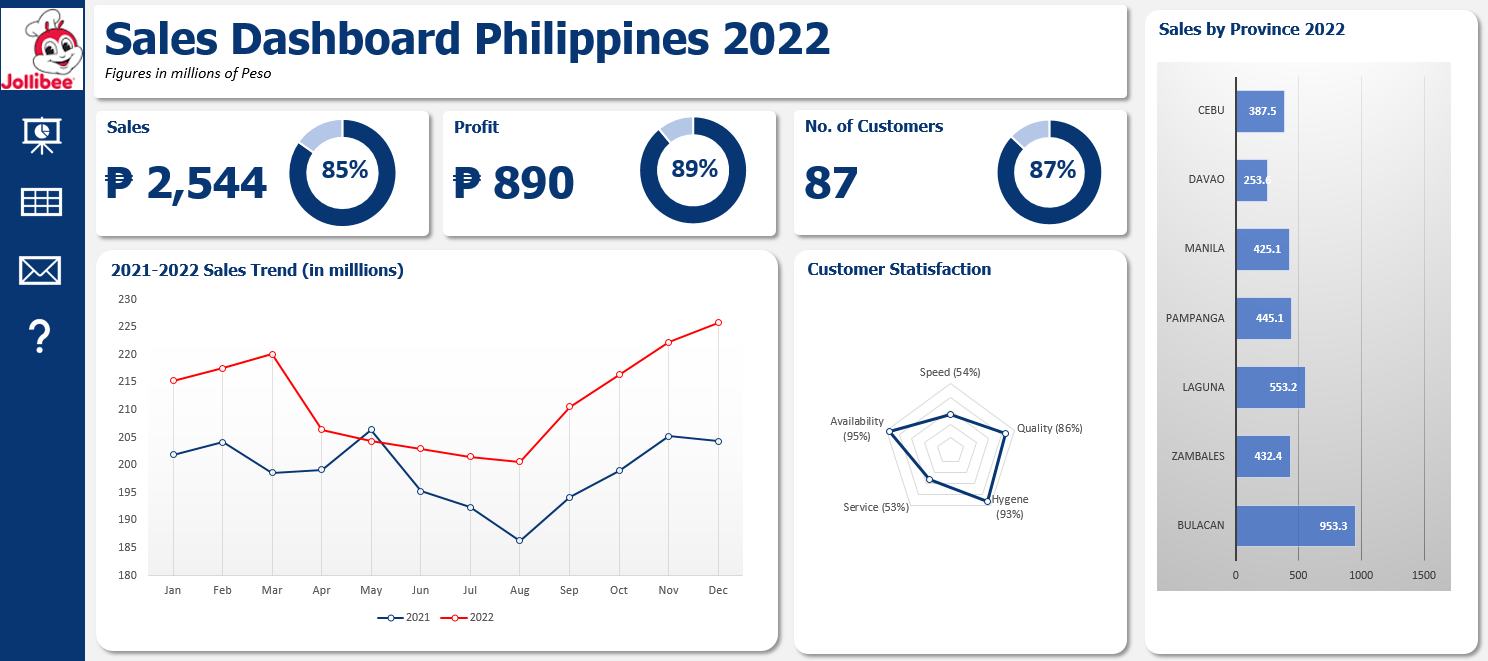 Jollibee
Sales Dashboard Philippines 2022
Figures in millions of Peso
Sales
₱ 2,544
85%
Profit
₱ 890
89%
No. of Customers
87
87%
2021-2022 Sales Trend (in milllions)
230
225
220
215
210
205
200
195
190
185
180
Jan Feb Mar Apr May Jun Jul Aug Sep Oct Nov Dec
2021 2022
Customer Statisfaction
Speed (54%)
Quality (86%)
Hygene
(93%)
Service (53%)
Availability
(95%)
Sales by Province 2022
CEBU 387.5
DAVAO 253.6
MANILA 425.1
PAMPANGA 445.1
LAGUNA 553.2
ZAMBALES 432.4
BULACAN 953.3
0 500 1000 1500